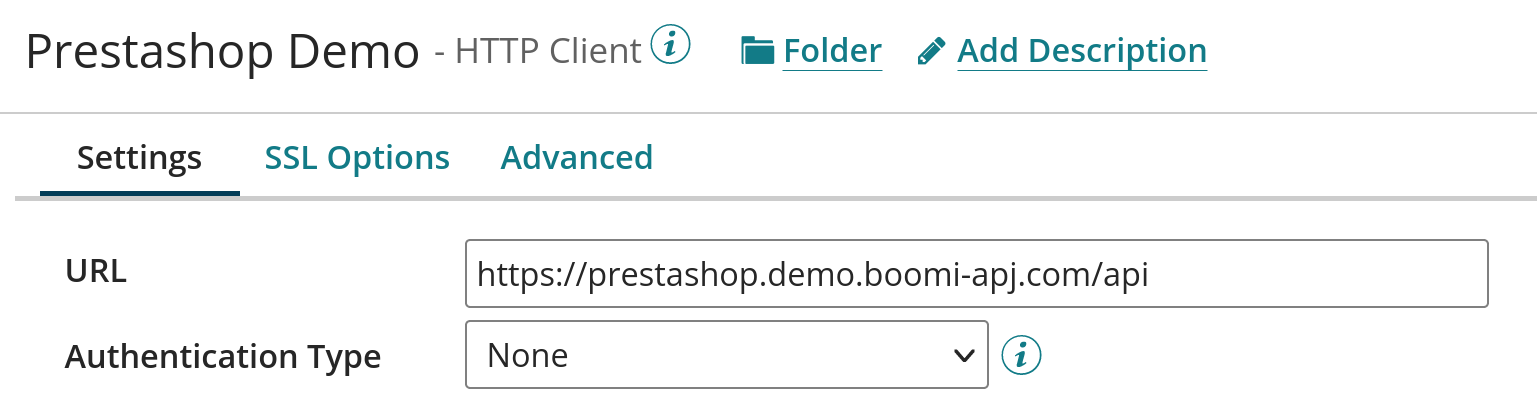 Prestashop Demo - HTTP Client i Folder Add Description
Settings SSL Options Advanced
URL https://prestashop.demo.boomi-apj.com/api
Authentication Type None i